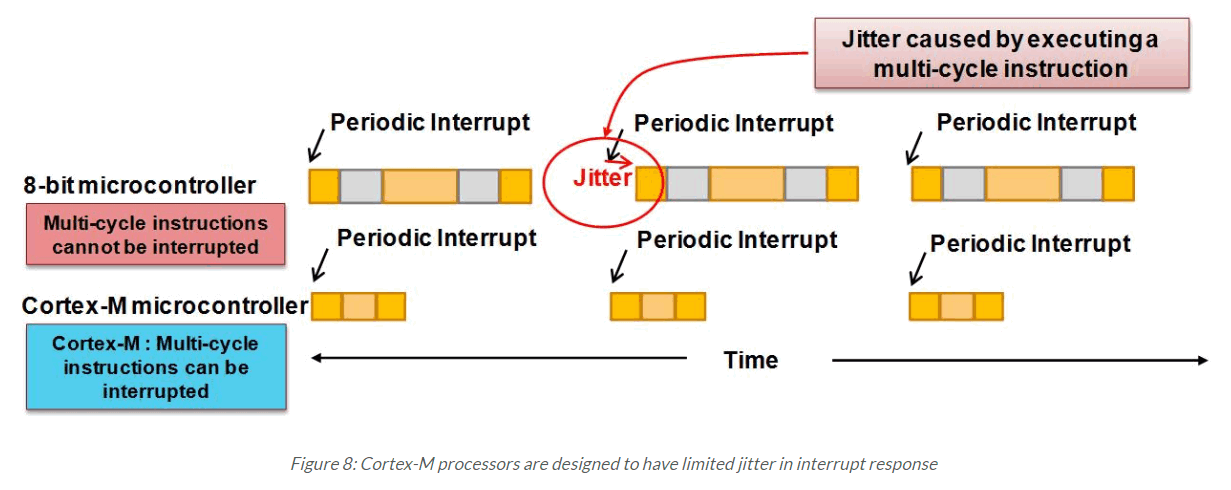 Jitter caused by executing a
multi-cycle instruction
Periodic Interrupt
Periodic Interrupt
Periodic Interrupt
8-bit microcontroller
Jitter
Multi-cycle instructions
cannot be interrupted
Periodic Interrupt
Periodic Interrupt
Periodic Interrupt
Cortex-M microcontroller
Cortex-M : Multi-cycle
instructions can be
interrupted
Time
Figure 8: Cortex-M processors are designed to have limited jitter in interrupt response